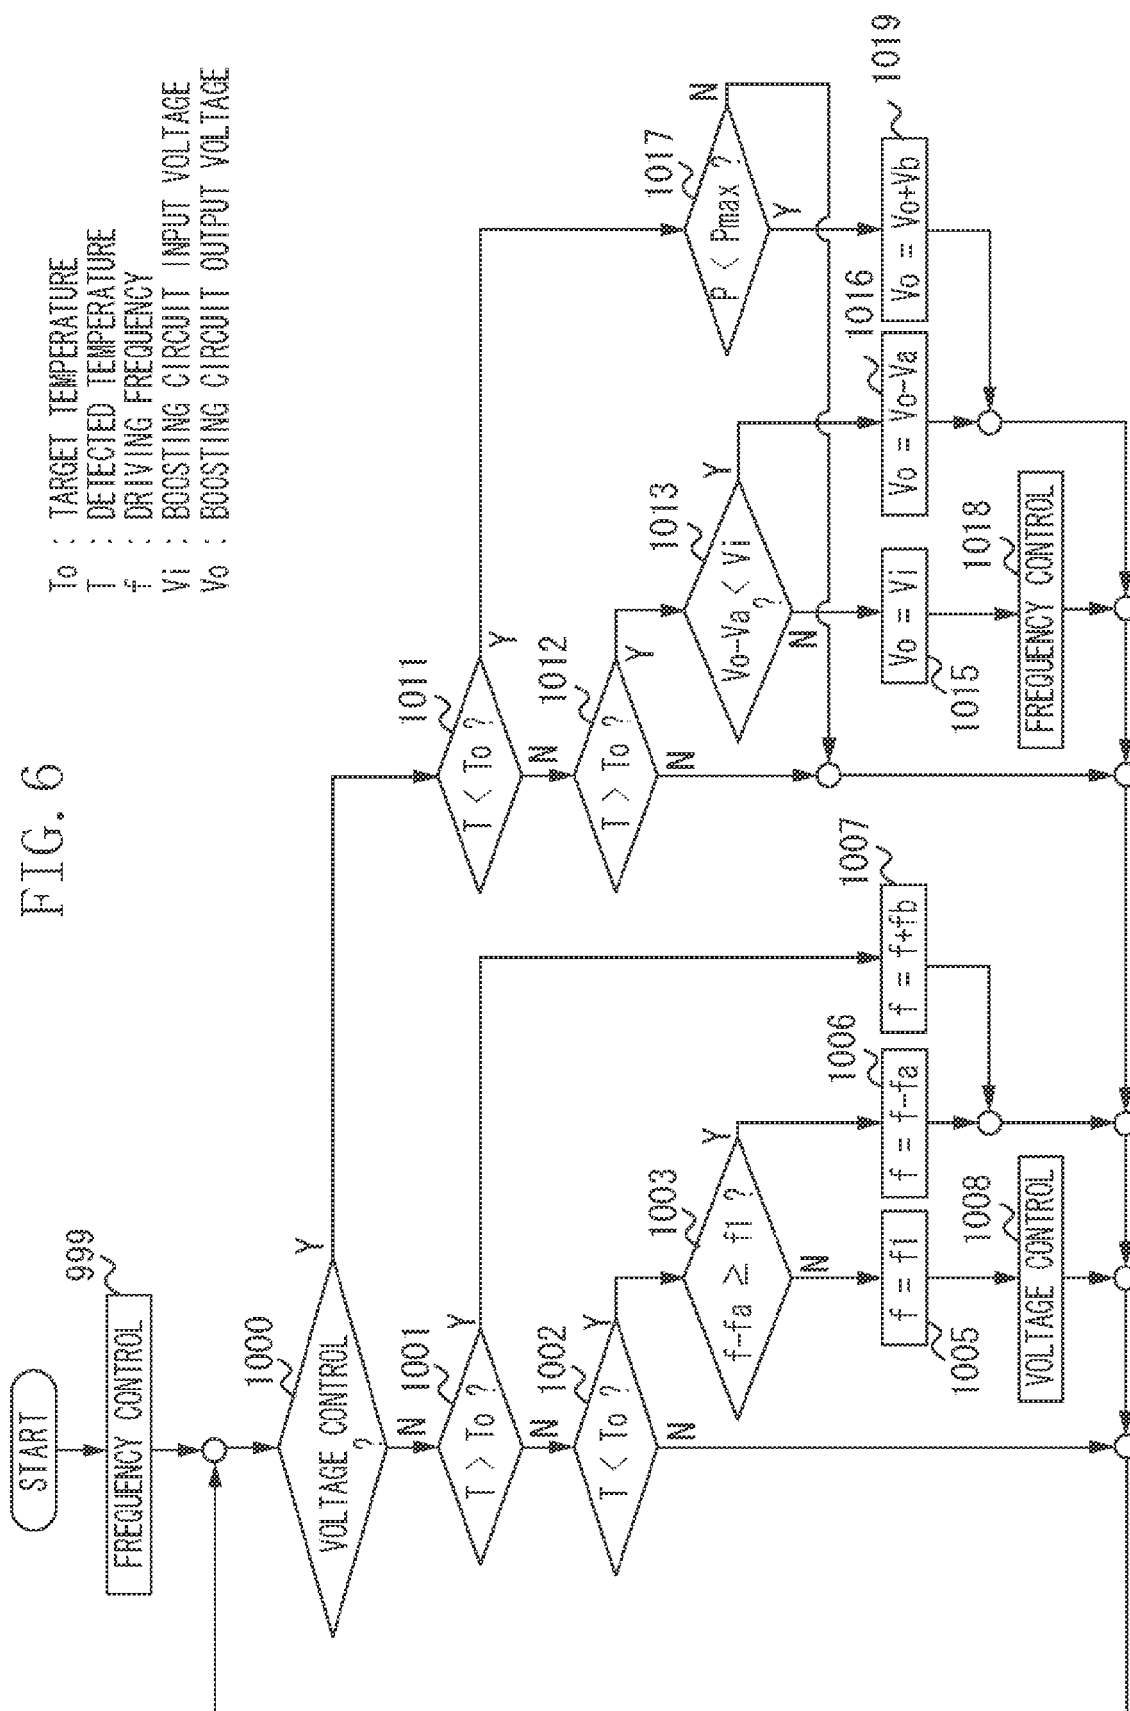 FIG. 6
To : TARGET TEMPERATURE
T : DETECTED TEMPERATURE
f : DRIVING FREQUENCY
Vi : BOOSTING CIRCUIT INPUT VOLTAGE
Vo : BOOSTING CIRCUIT OUTPUT VOLTAGE
START
999
FREQUENCY CONTROL
1000
VOLTAGE CONTROL
?
Y
N
1001
T > To ?
Y
N
1002
T < To ?
Y
N
1003
f-fa ≥ f1 ?
Y
N
1005
f = f1
1006
f = f-fa
1007
f = f+fb
1008
VOLTAGE CONTROL
1011
T < To ?
Y
N
1012
T > To ?
Y
N
1013
Vo-Va < Vi
?
Y
N
1015
Vo = Vi
1016
Vo = Vo-Va
1017
P < Pmax ?
N
Y
1018
FREQUENCY CONTROL
1019
Vo = Vo+Vb